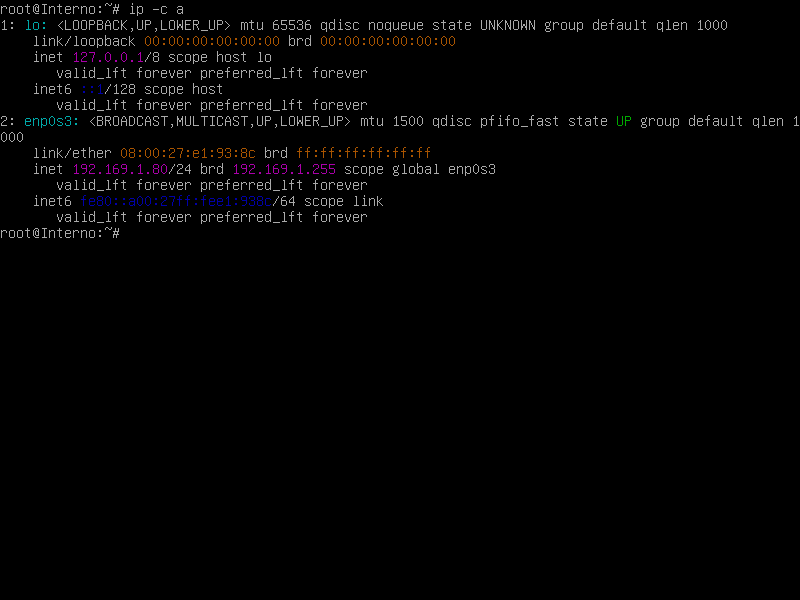 root@Interno:~# ip -c a
1: lo: <LOOPBACK,UP,LOWER_UP> mtu 65536 qdisc noqueue state UNKNOWN group default qlen 1000
link/loopback 00:00:00:00:00:00 brd 00:00:00:00:00:00
inet 127.0.0.1/8 scope host lo
valid_lft forever preferred_lft forever
inet6 ::1/128 scope host
valid_lft forever preferred_lft forever
2: enp0s3: <BROADCAST,MULTICAST,UP,LOWER_UP> mtu 1500 qdisc pfifo_fast state UP group default qlen 1
000
link/ether 08:00:27:e1:93:8c brd ff:ff:ff:ff:ff:ff
inet 192.169.1.80/24 brd 192.169.1.255 scope global enp0s3
valid_lft forever preferred_lft forever
inet6 fe80::a00:27ff:fee1:938c/64 scope link
valid_lft forever preferred_lft forever
root@Interno:~#